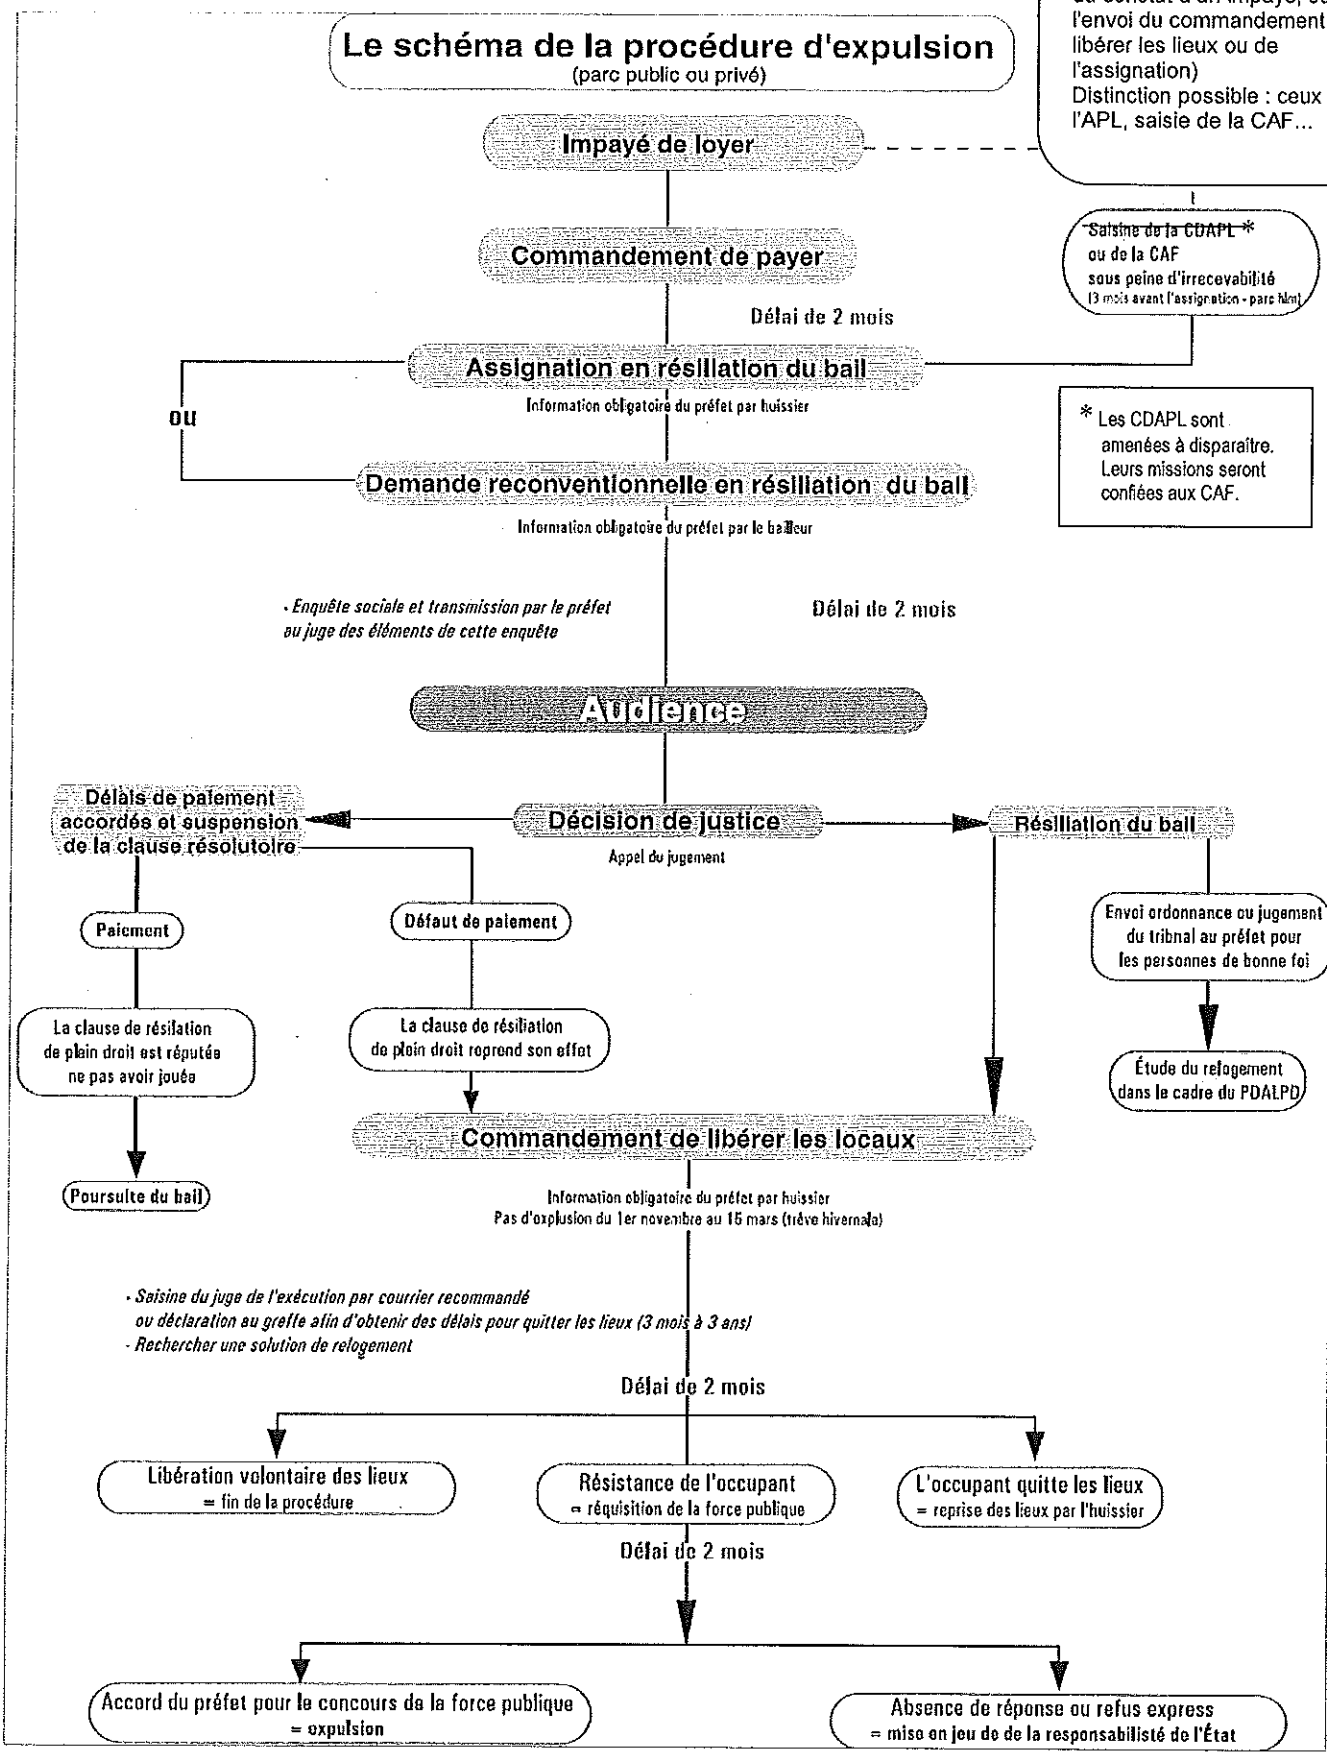 l'envoi du commandement
libérer les lieux ou de
l'assignation)
Distinction possible : ceux
l'APL, saisie de la CAF...
Le schéma de la procédure d'expulsion
(parc public ou privé)
Impayé de loyer
Saisine de la CDAPL *
ou de la CAF
sous peine d'irrecevabilité
(3 mois avant l'assignation - parc hlm)
Commandement de payer
Délai de 2 mois
Assignation en résiliation du bail
Information obligatoire du préfet par huissier
ou
* Les CDAPL sont
amenées à disparaître.
Leurs missions seront
confiées aux CAF.
Demande reconventionnelle en résiliation du bail
Information obligatoire du préfet par le bailleur
- Enquête sociale et transmission par le préfet
au juge des éléments de cette enquête
Délai de 2 mois
Audience
Délais de paiement
accordés et suspension
de la clause résolutoire
Décision de justice
Appel du jugement
Résiliation du bail
Paiement
Défaut de paiement
Envoi ordonnance ou jugement
du tribnal au préfet pour
les personnes de bonne foi
La clause de résilation
de plein droit est réputée
ne pas avoir jouée
La clause de résiliation
de plein droit reprend son effet
Étude du relogement
dans le cadre du PDALPD
Commandement de libérer les locaux
Poursuite du bail
Information obligatoire du préfet par huissier
Pas d'explusion du 1er novembre au 15 mars (trêve hivernale)
- Saisine du juge de l'exécution par courrier recommandé
ou déclaration au greffe afin d'obtenir des délais pour quitter les lieux (3 mois à 3 ans)
- Rechercher une solution de relogement
Délai de 2 mois
Libération volontaire des lieux
= fin de la procédure
Résistance de l'occupant
= réquisition de la force publique
L'occupant quitte les lieux
= reprise des lieux par l'huissier
Délai de 2 mois
Accord du préfet pour le concours de la force publique
= expulsion
Absence de réponse ou refus express
= mise en jeu de de la responsabilisté de l'État